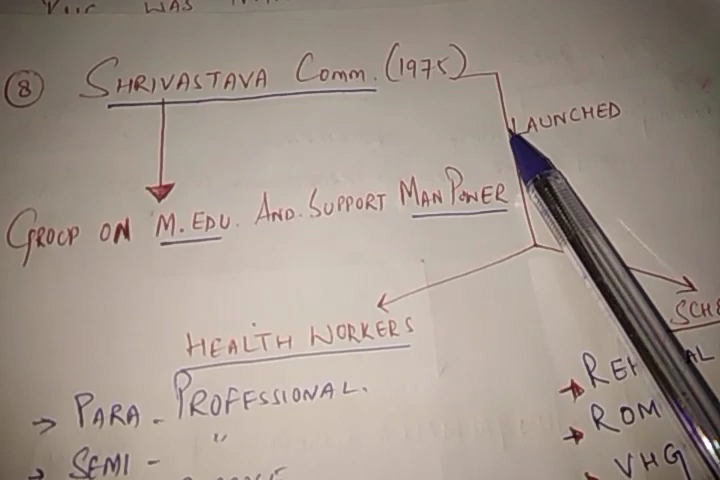 WAS
⑧ SHRIVASTAVA Comm. (1975)
LAUNCHED
GROUP ON M. EDU. AND. SUPPORT MAN POWER
HEALTH WORKERS
→ PARA - PROFESSIONAL.
→ SEMI - "
→ ROM
VHG